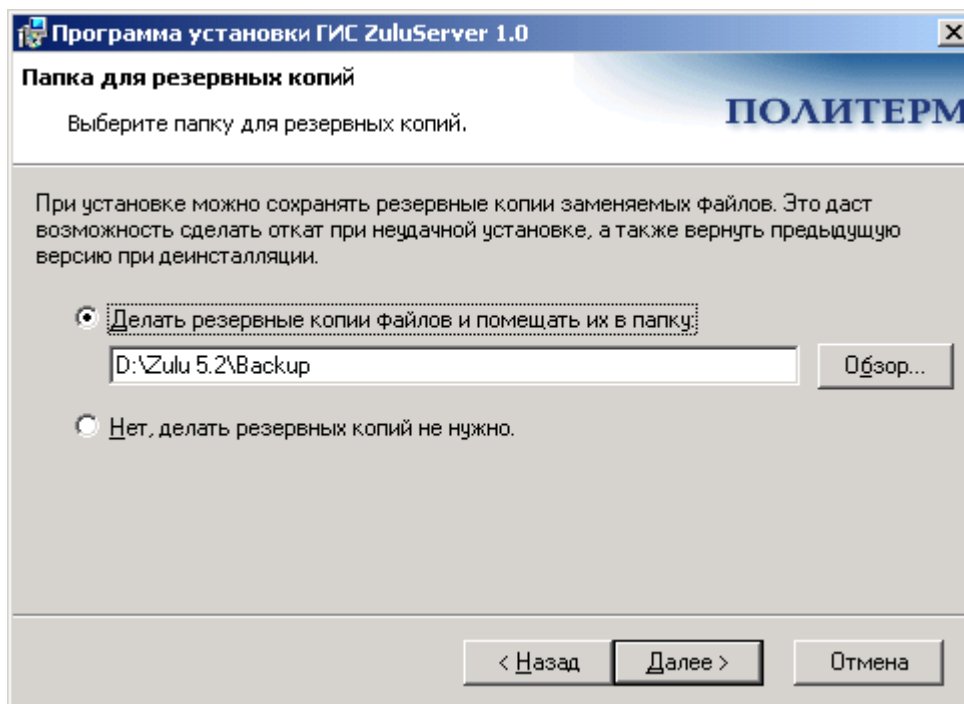 Программа установки ГИС ZuluServer 1.0
Папка для резервных копий
Выберите папку для резервных копий.
ПОЛИТЕРМ
При установке можно сохранять резервные копии заменяемых файлов. Это даст
возможность сделать откат при неудачной установке, а также вернуть предыдущую
версию при деинсталляции.
Делать резервные копии файлов и помещать их в папку:
D:\Zulu 5.2\Backup
Обзор...
Нет, делать резервных копий не нужно.
< Назад
Далее >
Отмена